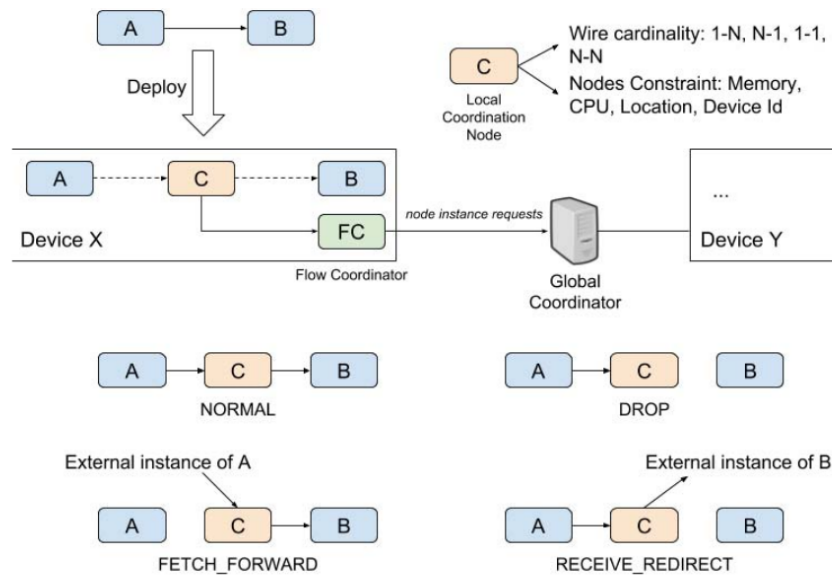 A
B
Deploy
C
Local
Coordination
Node
Wire cardinality: 1-N, N-1, 1-1,
N-N
Nodes Constraint: Memory,
CPU, Location, Device Id
A
C
B
Device X
FC
Flow Coordinator
node instance requests
Global
Coordinator
...
Device Y
A
C
B
NORMAL
A
C
B
DROP
External instance of A
A
C
B
FETCH_FORWARD
External instance of B
A
C
B
RECEIVE_REDIRECT